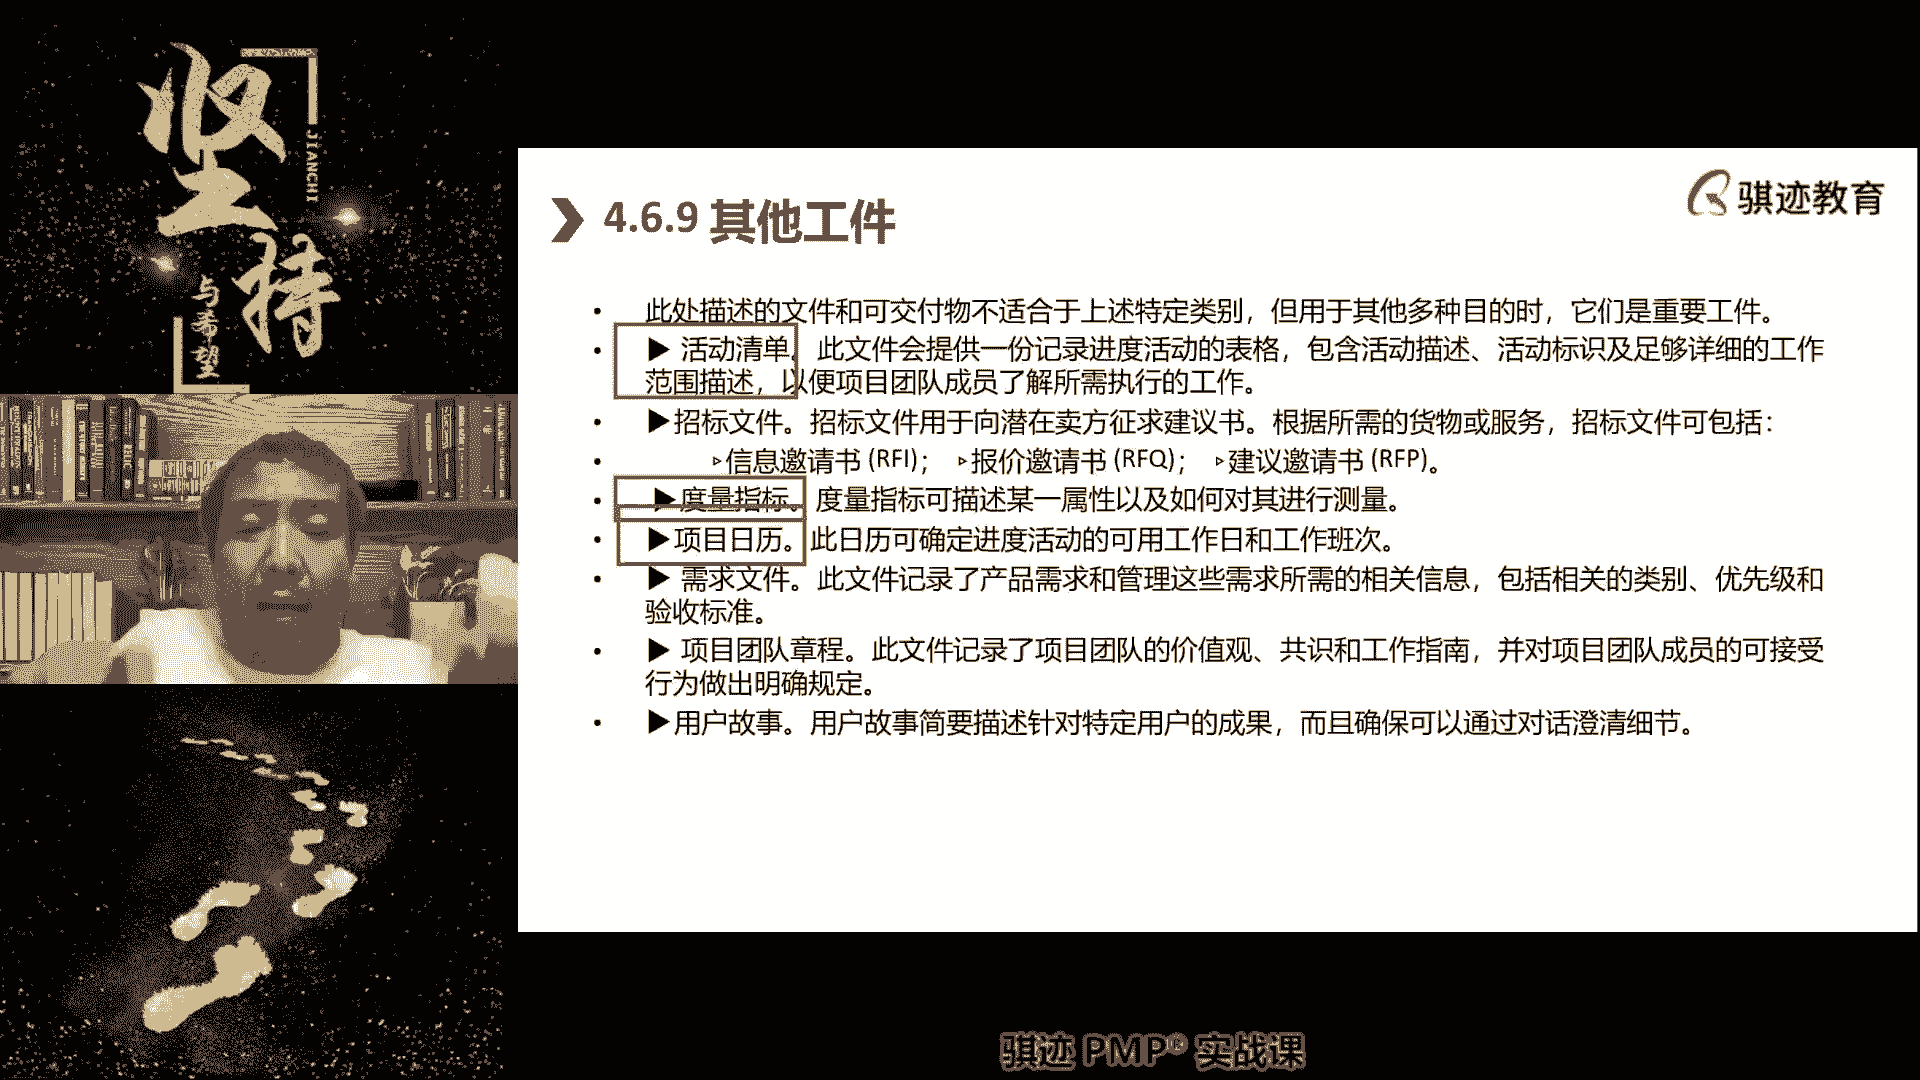 坚持
JIANCHI
与希望
骐迹教育
4.6.9 其他工件
• 此处描述的文件和可交付物不适合于上述特定类别，但用于其他多种目的时，它们是重要工件。
• ▶ 活动清单。此文件会提供一份记录进度活动的表格，包含活动描述、活动标识及足够详细的工作
范围描述，以便项目团队成员了解所需执行的工作。
• ▶招标文件。招标文件用于向潜在卖方征求建议书。根据所需的货物或服务，招标文件可包括：
• ▹信息邀请书 (RFI)； ▹报价邀请书 (RFQ)； ▹建议邀请书 (RFP)。
• ▶度量指标。度量指标可描述某一属性以及如何对其进行测量。
• ▶项目日历。此日历可确定进度活动的可用工作日和工作班次。
• ▶ 需求文件。此文件记录了产品需求和管理这些需求所需的相关信息，包括相关的类别、优先级和
验收标准。
• ▶ 项目团队章程。此文件记录了项目团队的价值观、共识和工作指南，并对项目团队成员的可接受
行为做出明确规定。
• ▶用户故事。用户故事简要描述针对特定用户的成果，而且确保可以通过对话澄清细节。
骐迹 PMP® 实战课